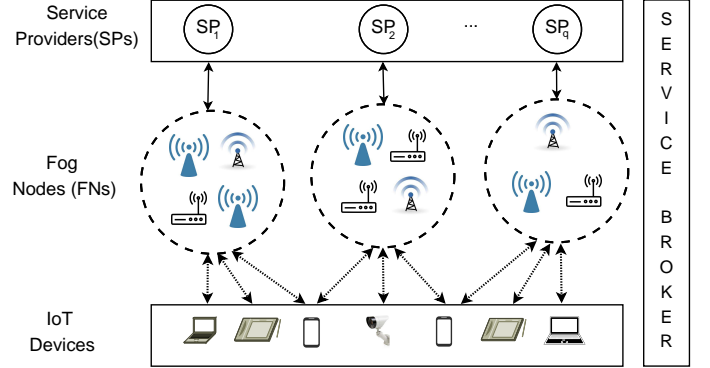 Service
Providers(SPs)
SP1
SP2
...
SPq
Fog
Nodes (FNs)
IoT
Devices
S
E
R
V
I
C
E
B
R
O
K
E
R